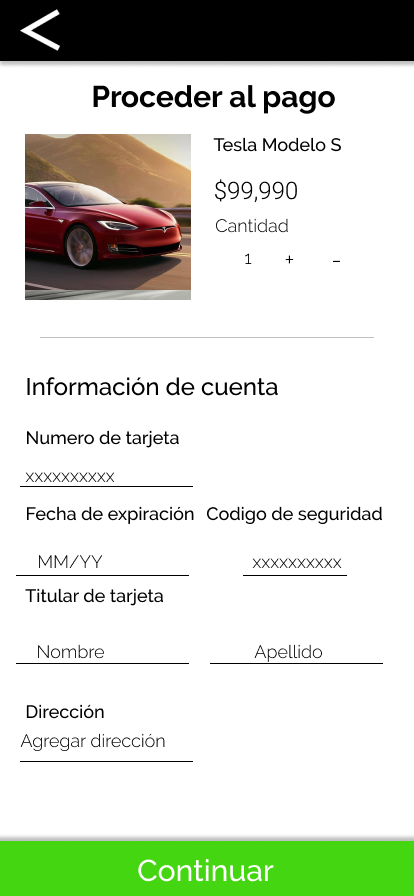 Proceder al pago
Tesla Modelo S
$99,990
Cantidad
1 + -
Información de cuenta
Numero de tarjeta
xxxxxxxxxx
Fecha de expiración Codigo de seguridad
MM/YY xxxxxxxxxx
Titular de tarjeta
Nombre Apellido
Dirección
Agregar dirección
Continuar